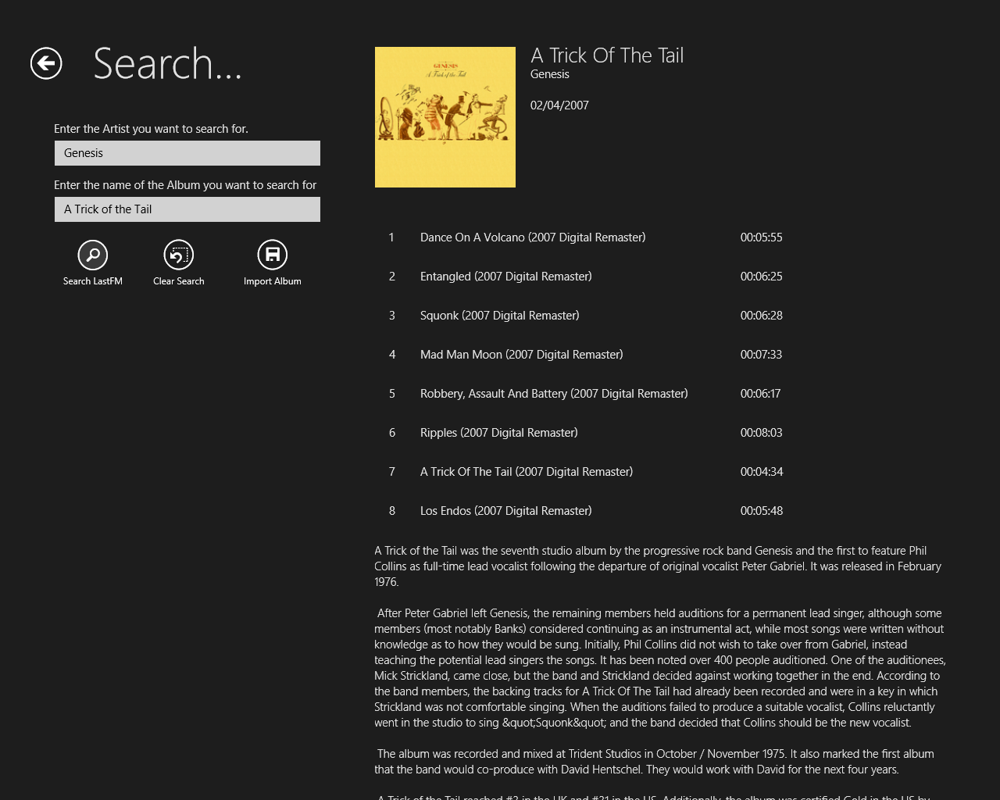 Search...
Enter the Artist you want to search for.
Genesis
Enter the name of the Album you want to search for
A Trick of the Tail
Search LastFM
Clear Search
Import Album
GENESIS
A Trick of the Tail
A Trick Of The Tail
Genesis
02/04/2007
1 Dance On A Volcano (2007 Digital Remaster) 00:05:55
2 Entangled (2007 Digital Remaster) 00:06:25
3 Squonk (2007 Digital Remaster) 00:06:28
4 Mad Man Moon (2007 Digital Remaster) 00:07:33
5 Robbery, Assault And Battery (2007 Digital Remaster) 00:06:17
6 Ripples (2007 Digital Remaster) 00:08:03
7 A Trick Of The Tail (2007 Digital Remaster) 00:04:34
8 Los Endos (2007 Digital Remaster) 00:05:48
A Trick of the Tail was the seventh studio album by the progressive rock band Genesis and the first to feature Phil
Collins as full-time lead vocalist following the departure of original vocalist Peter Gabriel. It was released in February
1976.
After Peter Gabriel left Genesis, the remaining members held auditions for a permanent lead singer, although some
members (most notably Banks) considered continuing as an instrumental act, while most songs were written without
knowledge as to how they would be sung. Initially, Phil Collins did not wish to take over from Gabriel, instead
teaching the potential lead singers the songs. It has been noted over 400 people auditioned. One of the auditionees,
Mick Strickland, came close, but the band and Strickland decided against working together in the end. According to
the band members, the backing tracks for A Trick Of The Tail had already been recorded and were in a key in which
Strickland was not comfortable singing. When the auditions failed to produce a suitable vocalist, Collins reluctantly
went in the studio to sing &quot;Squonk&quot; and the band decided that Collins should be the new vocalist.
The album was recorded and mixed at Trident Studios in October / November 1975. It also marked the first album
that the band would co-produce with David Hentschel. They would work with David for the next four years.
A Trick of the Tail reached #3 in the UK and #31 in the US. Additionally, the album was certified Gold in the US by